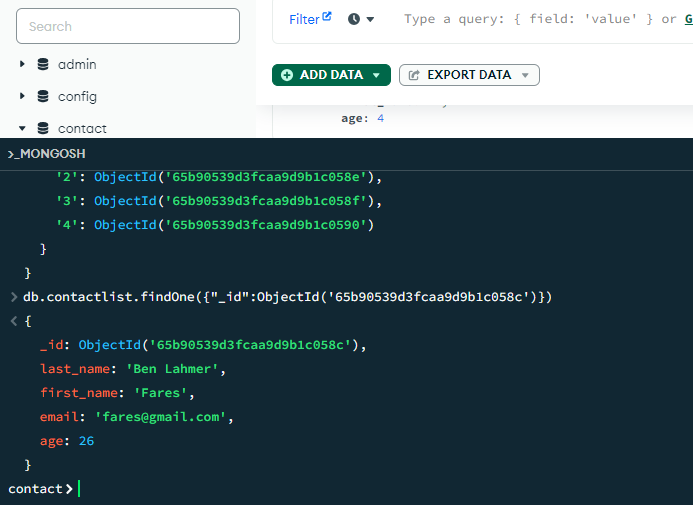 Search
Filter
Type a query: { field: 'value' } or G
admin
ADD DATA
EXPORT DATA
config
contact
age: 4
>_MONGOSH
'2': ObjectId('65b90539d3fcaa9d9b1c058e'),
'3': ObjectId('65b90539d3fcaa9d9b1c058f'),
'4': ObjectId('65b90539d3fcaa9d9b1c0590')
}
}
> db.contactlist.findOne({"_id":ObjectId('65b90539d3fcaa9d9b1c058c')})
< {
_id: ObjectId('65b90539d3fcaa9d9b1c058c'),
last_name: 'Ben Lahmer',
first_name: 'Fares',
email: 'fares@gmail.com',
age: 26
}
contact>